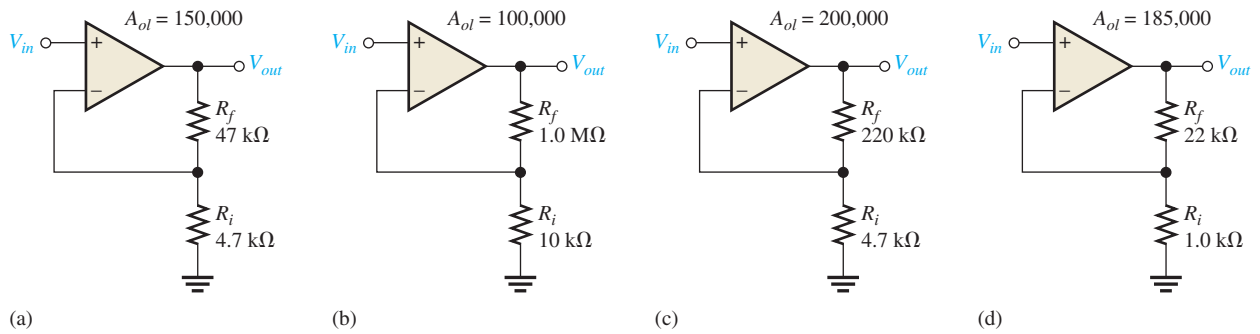 A_ol = 150,000
V_in
+
−
V_out
R_f
47 kΩ
R_i
4.7 kΩ
(a)
A_ol = 100,000
V_in
+
−
V_out
R_f
1.0 MΩ
R_i
10 kΩ
(b)
A_ol = 200,000
V_in
+
−
V_out
R_f
220 kΩ
R_i
4.7 kΩ
(c)
A_ol = 185,000
V_in
+
−
V_out
R_f
22 kΩ
R_i
1.0 kΩ
(d)